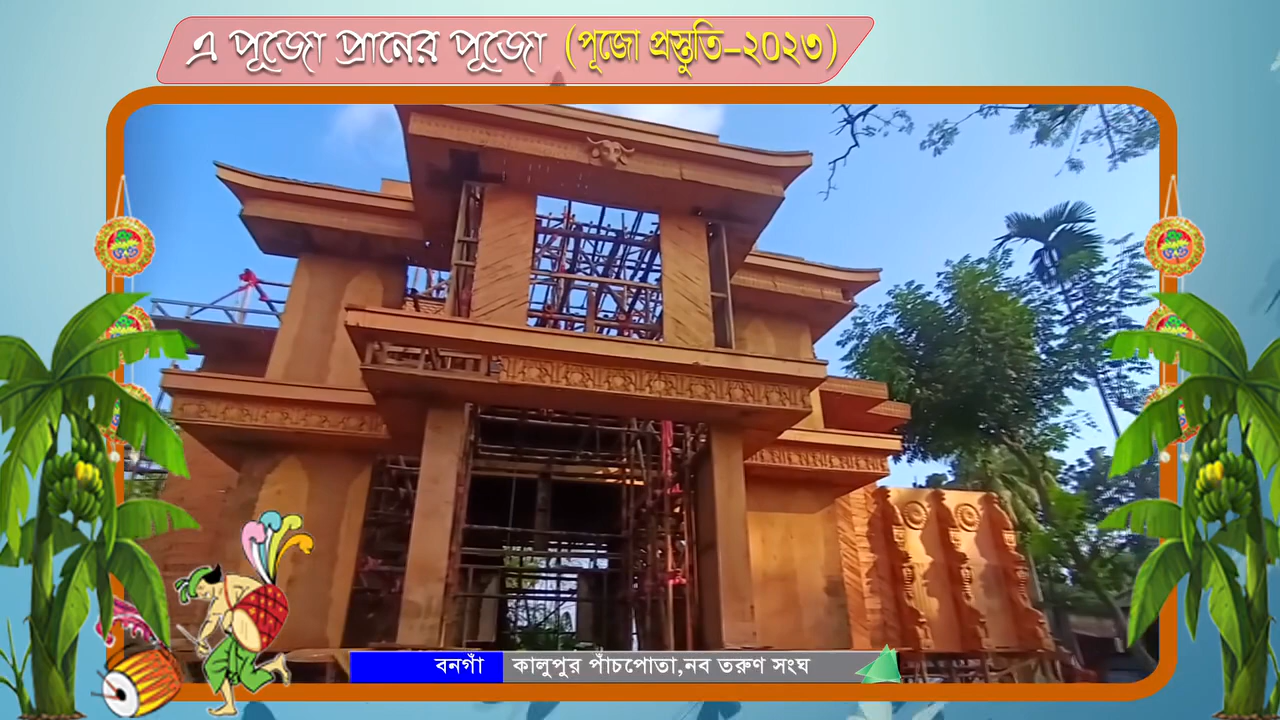 এ পূজো প্রানের পূজো (পূজো প্রস্তুতি-২০২৩)
বনগাঁ কালুপুর পাঁচপোতা,নব তরুণ সংঘ